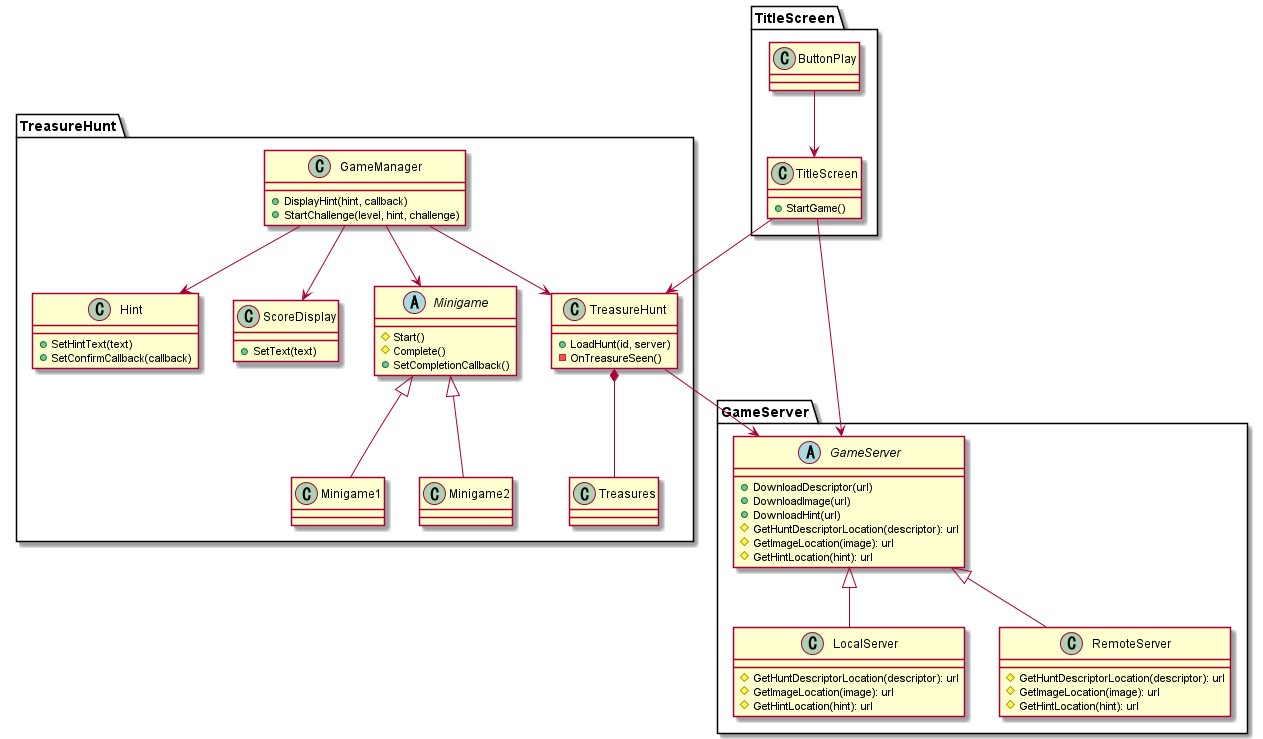 TitleScreen
C ButtonPlay
C TitleScreen
StartGame()
TreasureHunt
C GameManager
DisplayHint(hint, callback)
StartChallenge(level, hint, challenge)
C Hint
SetHintText(text)
SetConfirmCallback(callback)
C ScoreDisplay
SetText(text)
A Minigame
Start()
Complete()
SetCompletionCallback()
C TreasureHunt
LoadHunt(id, server)
OnTreasureSeen()
C Minigame1
C Minigame2
C Treasures
GameServer
A GameServer
DownloadDescriptor(url)
DownloadImage(url)
DownloadHint(url)
GetHuntDescriptorLocation(descriptor): url
GetImageLocation(image): url
GetHintLocation(hint): url
C LocalServer
GetHuntDescriptorLocation(descriptor): url
GetImageLocation(image): url
GetHintLocation(hint): url
C RemoteServer
GetHuntDescriptorLocation(descriptor): url
GetImageLocation(image): url
GetHintLocation(hint): url